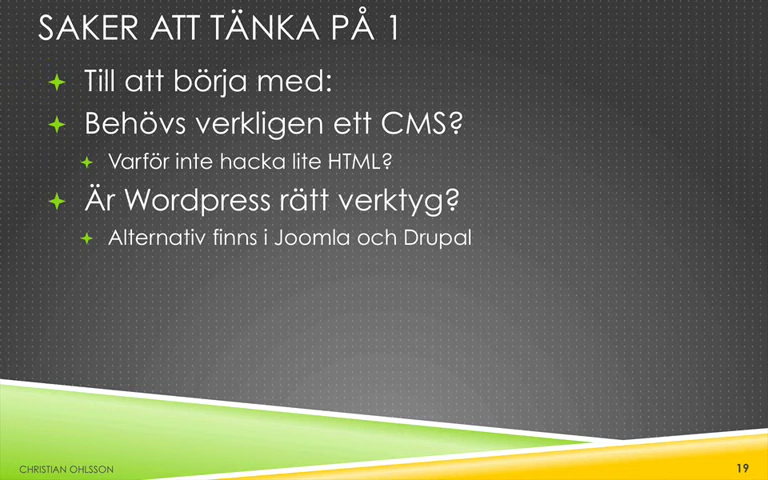 SAKER ATT TÄNKA PÅ 1
Till att börja med:
Behövs verkligen ett CMS?
Varför inte hacka lite HTML?
Är Wordpress rätt verktyg?
Alternativ finns i Joomla och Drupal
CHRISTIAN OHLSSON
19